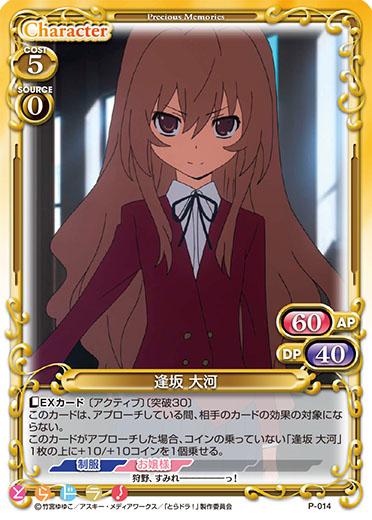 Precious Memories
Character
COST
5
SOURCE
0
60 AP
DP 40
逢坂 大河
EXカード 〔アクティブ〕〔突破30〕
このカードは、アプローチしている間、相手のカードの効果の対象にな
らない。
このカードがアプローチした場合、コインの乗っていない「逢坂 大河」
1枚の上に+10/+10コインを1個乗せる。
制服 お嬢様
狩野、すみれ――――――っ!
とらドラ!
©竹宮ゆゆこ/アスキー・メディアワークス/「とらドラ!」製作委員会
P-014